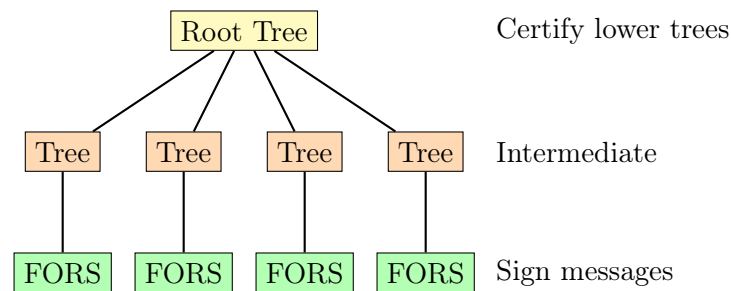 Root Tree Certify lower trees
Tree Tree Tree Tree Intermediate
FORS FORS FORS FORS Sign messages